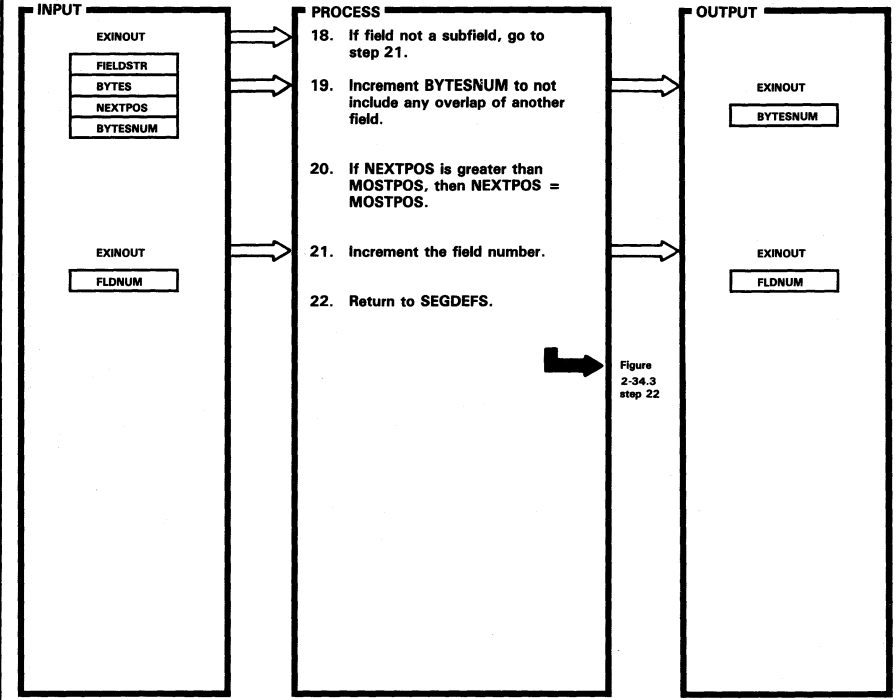 INPUT
EXINOUT
FIELDSTR
BYTES
NEXTPOS
BYTESNUM
EXINOUT
FLDNUM
PROCESS
18. If field not a subfield, go to
step 21.
19. Increment BYTESNUM to not
include any overlap of another
field.
20. If NEXTPOS is greater than
MOSTPOS, then NEXTPOS =
MOSTPOS.
21. Increment the field number.
22. Return to SEGDEFS.
Figure
2-34.3
step 22
OUTPUT
EXINOUT
BYTESNUM
EXINOUT
FLDNUM